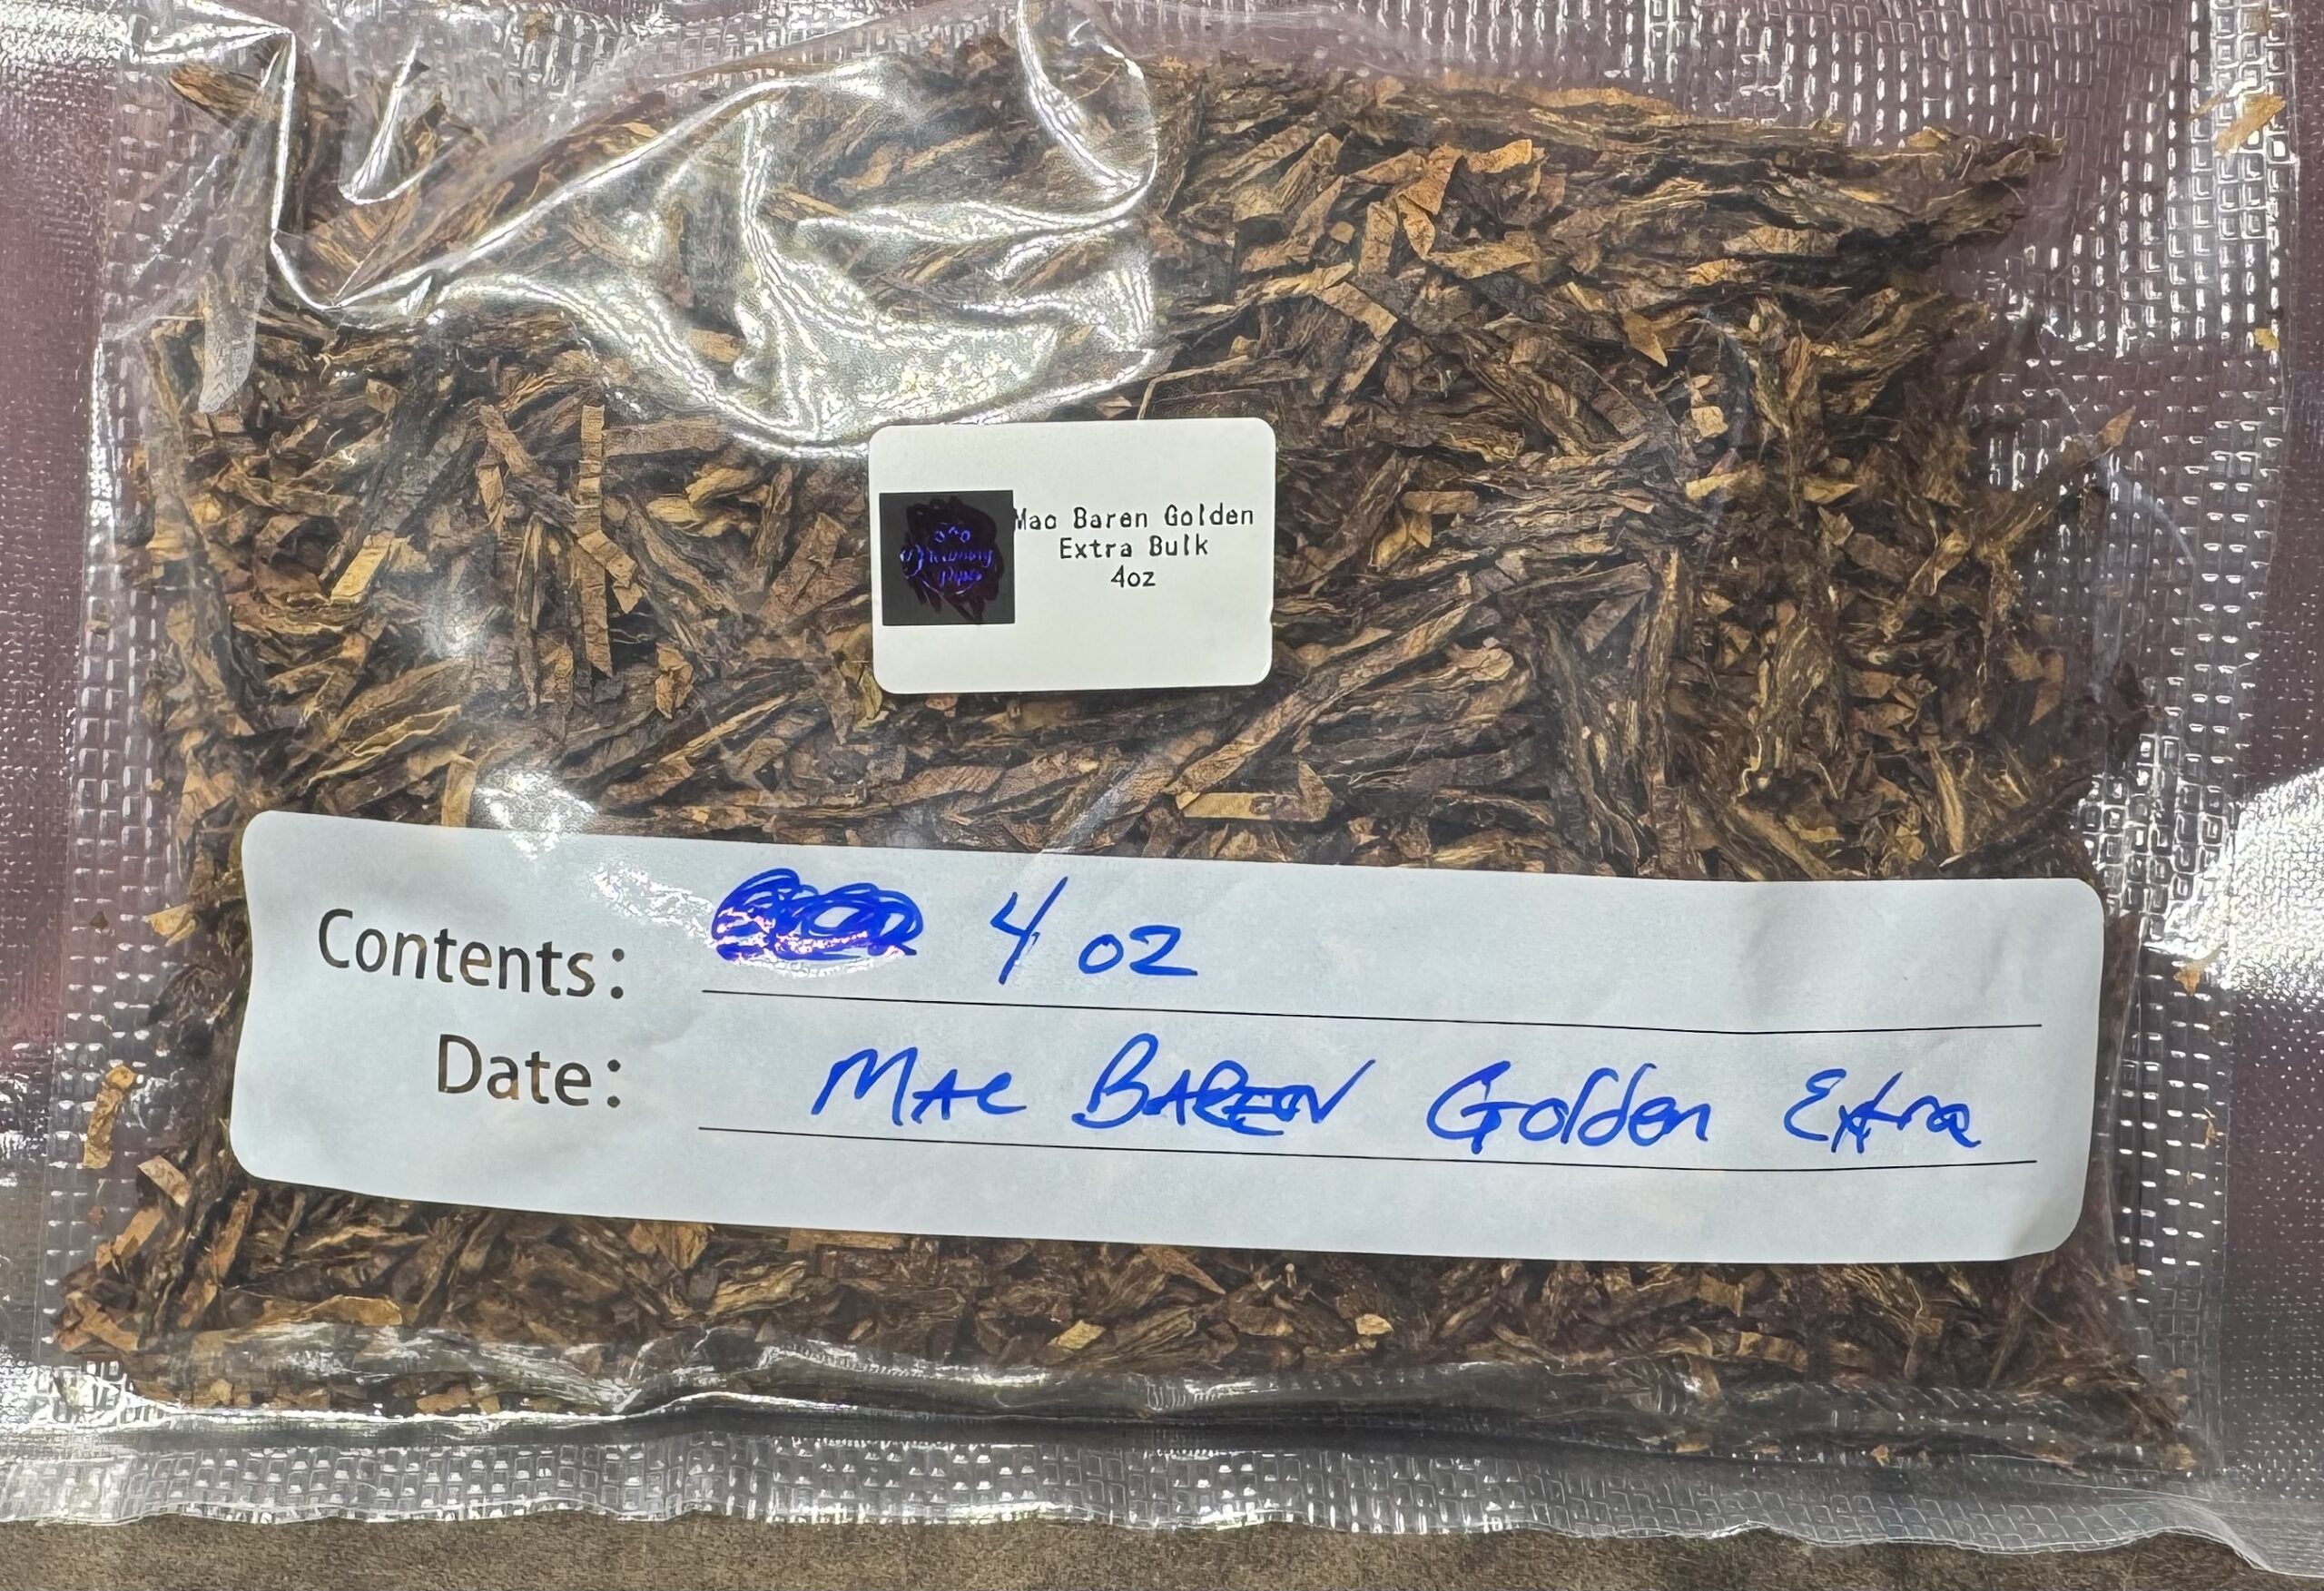 Mac Baren Golden
Extra Bulk
4oz
Contents: 4 oz
Date: Mac Baren Golden Extra